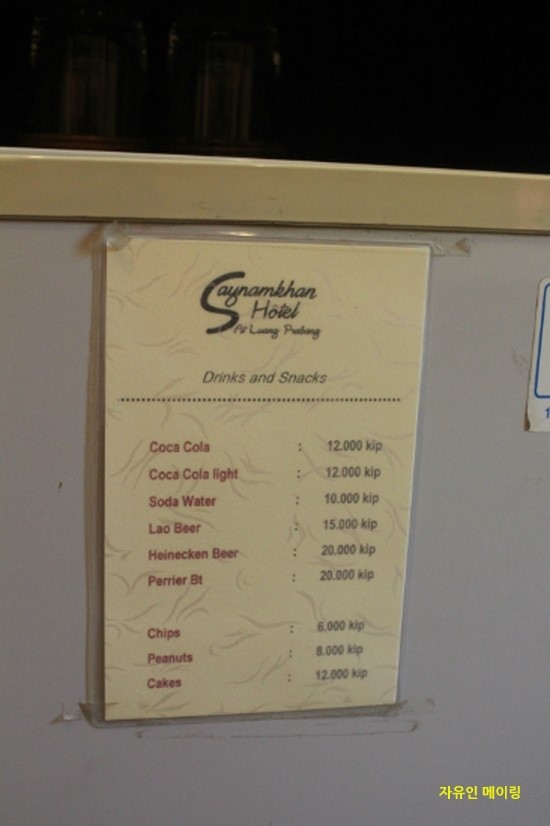 Saynamkhan
Hôtel
At Luang Prabang
Drinks and Snacks
Coca Cola : 12.000 kip
Coca Cola light : 12.000 kip
Soda Water : 10.000 kip
Lao Beer : 15.000 kip
Heinecken Beer : 20.000 kip
Perrier Bt : 20.000 kip
Chips : 6.000 kip
Peanuts : 8.000 kip
Cakes : 12.000 kip
1
자유인 메이링